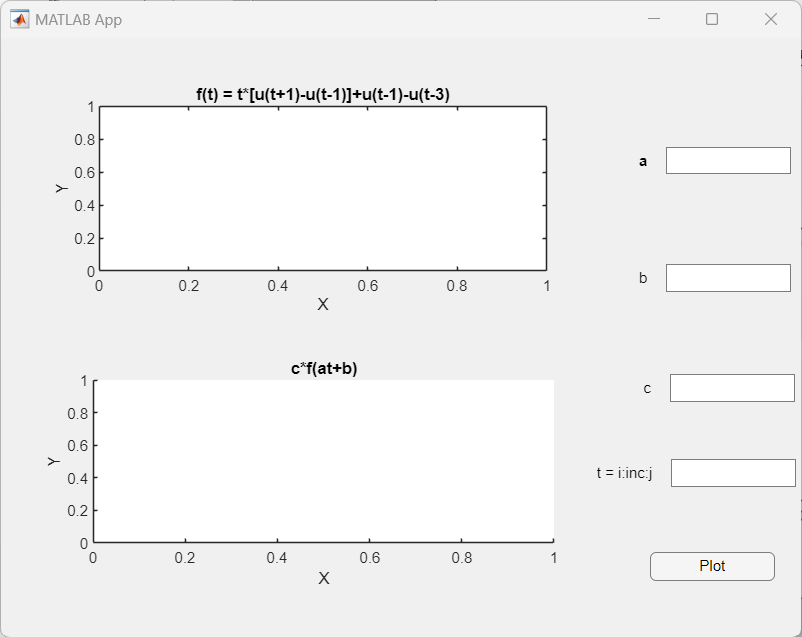 MATLAB App
f(t) = t*[u(t+1)-u(t-1)]+u(t-1)-u(t-3)
1
0.8
0.6
0.4
0.2
0
Y
0 0.2 0.4 0.6 0.8 1
X
a
b
c*f(at+b)
1
0.8
0.6
0.4
0.2
0
Y
0 0.2 0.4 0.6 0.8 1
X
c
t = i:inc:j
Plot